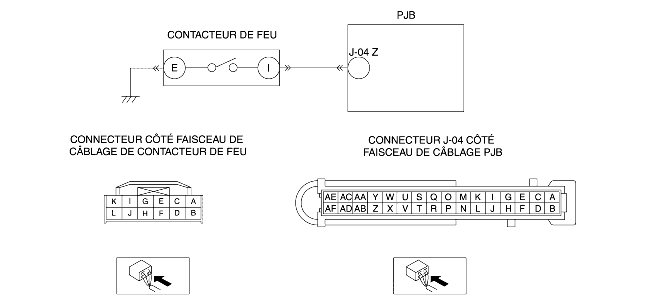 PJB
CONTACTEUR DE FEU
J-04 Z
E I
CONNECTEUR CÔTÉ FAISCEAU DE
CÂBLAGE DE CONTACTEUR DE FEU
CONNECTEUR J-04 CÔTÉ
FAISCEAU DE CÂBLAGE PJB
K I G E C A
L J H F D B
AE AC AA Y W U S Q O M K I G E C A
AF AD AB Z X V T R P N L J H F D B